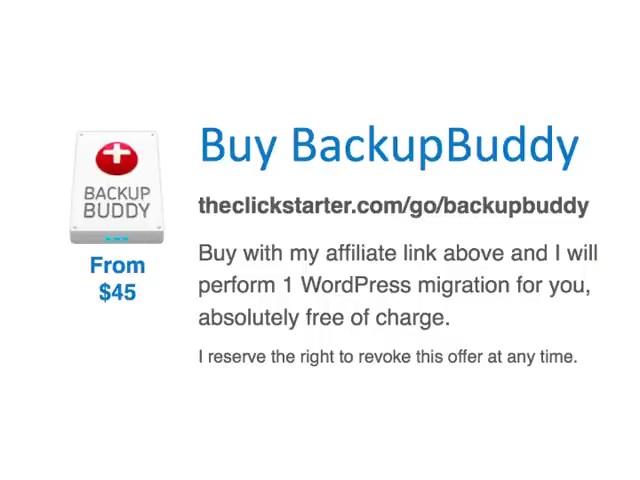 Buy BackupBuddy
BACKUP
BUDDY
theclickstarter.com/go/backupbuddy
From
$45
Buy with my affiliate link above and I will
perform 1 WordPress migration for you,
absolutely free of charge.
I reserve the right to revoke this offer at any time.